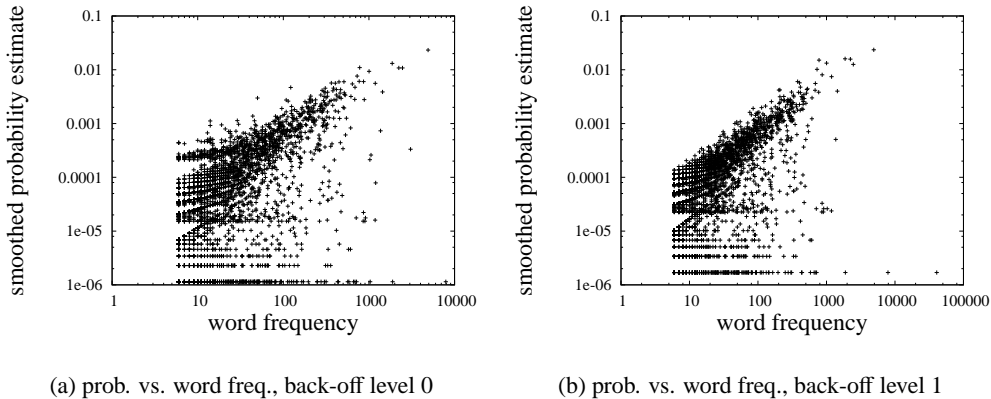 smoothed probability estimate
0.1
0.01
0.001
0.0001
1e-05
1e-06
1 10 100 1000 10000
word frequency
(a) prob. vs. word freq., back-off level 0
smoothed probability estimate
0.1
0.01
0.001
0.0001
1e-05
1e-06
1 10 100 1000 10000 100000
word frequency
(b) prob. vs. word freq., back-off level 1